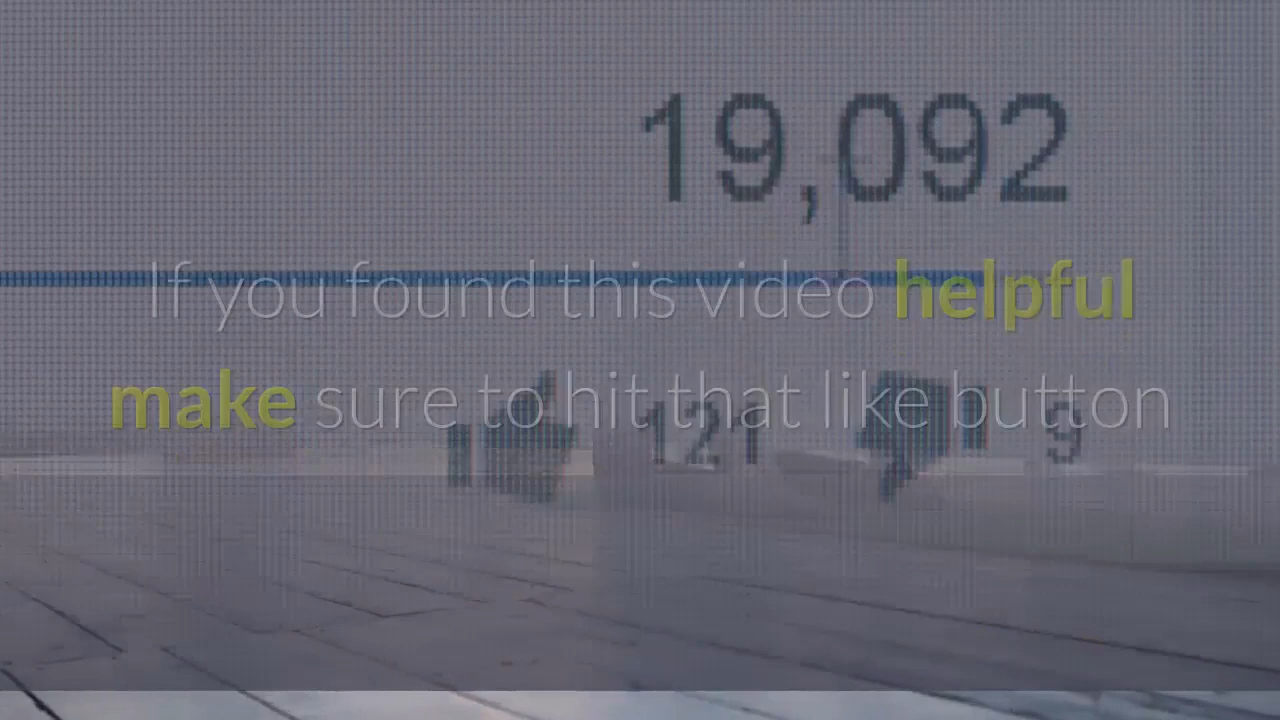 19,092
If you found this video helpful
make sure to hit that like button
121 9